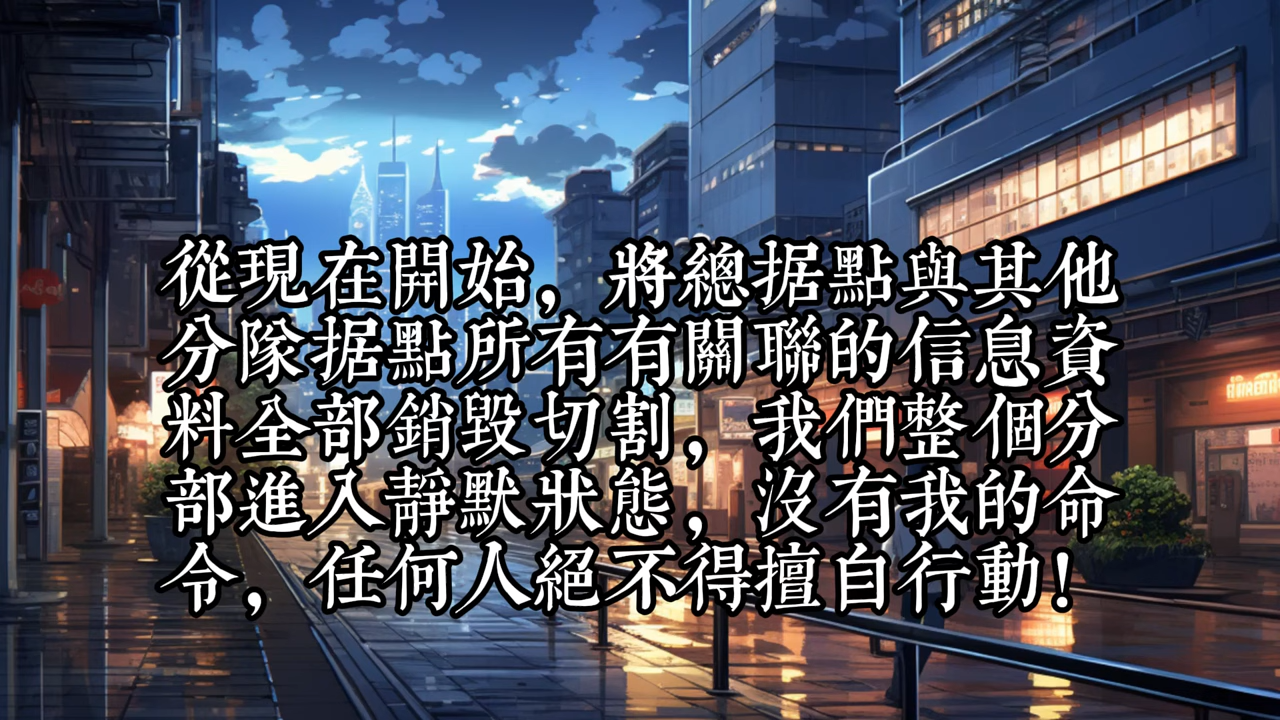 從現在開始，將總据點與其他
分隊据點所有有關聯的信息資
料全部銷毀切割，我們整個分
部進入靜默狀態，沒有我的命
令，任何人絕不得擅自行動！